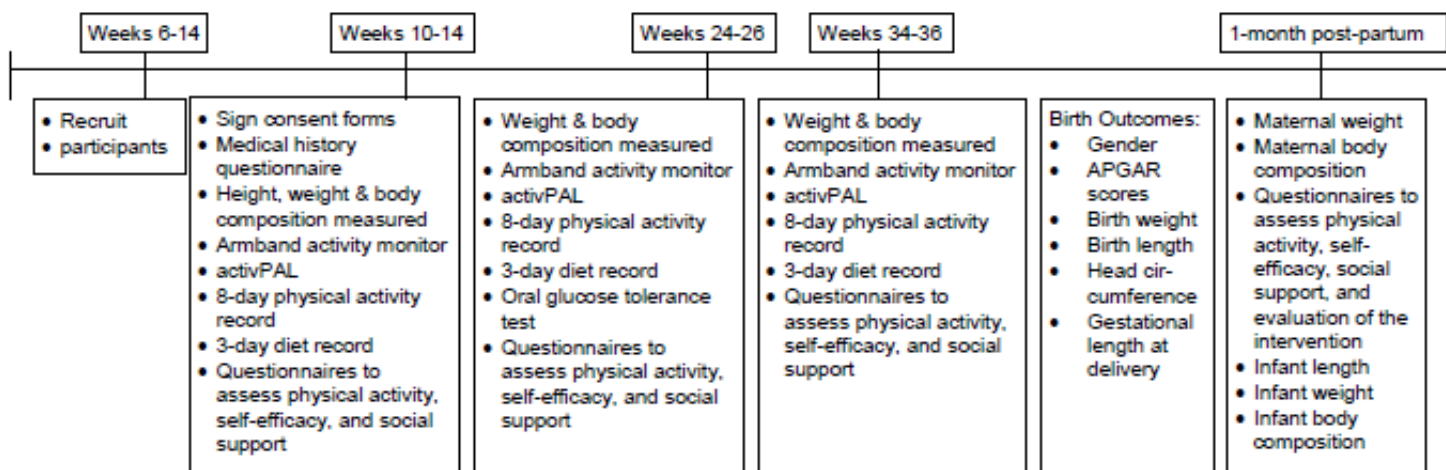 Weeks 6-14
Weeks 10-14
Weeks 24-26
Weeks 34-36
1-month post-partum
• Recruit
• participants
• Sign consent forms
• Medical history
questionnaire
• Height, weight & body
composition measured
• Armband activity monitor
• activPAL
• 8-day physical activity
record
• 3-day diet record
• Questionnaires to
assess physical activity,
self-efficacy, and social
support
• Weight & body
composition measured
• Armband activity monitor
• activPAL
• 8-day physical activity
record
• 3-day diet record
• Oral glucose tolerance
test
• Questionnaires to
assess physical activity,
self-efficacy, and social
support
• Weight & body
composition measured
• Armband activity monitor
• activPAL
• 8-day physical activity
record
• 3-day diet record
• Questionnaires to
assess physical activity,
self-efficacy, and social
support
Birth Outcomes:
• Gender
• APGAR
scores
• Birth weight
• Birth length
• Head cir-
cumference
• Gestational
length at
delivery
• Maternal weight
• Maternal body
composition
• Questionnaires to
assess physical
activity, self-
efficacy, social
support, and
evaluation of the
intervention
• Infant length
• Infant weight
• Infant body
composition